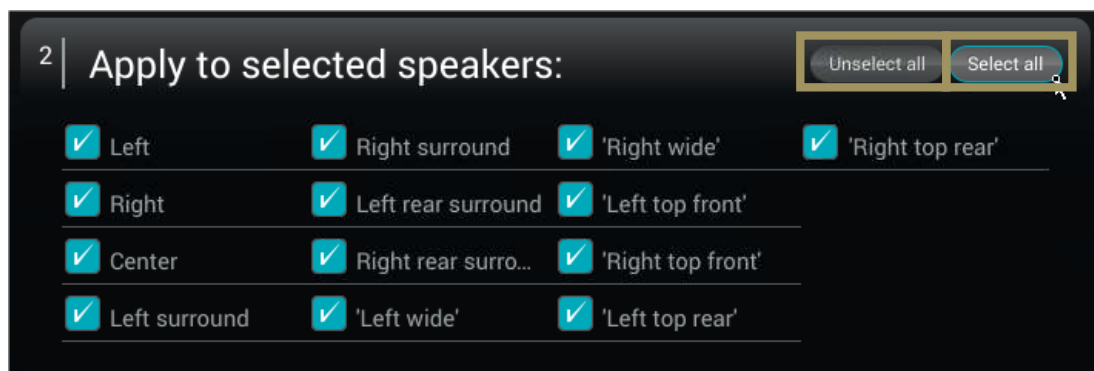 2 Apply to selected speakers: Unselect all Select all
Left Right surround 'Right wide' 'Right top rear'
Right Left rear surround 'Left top front'
Center Right rear surro... 'Right top front'
Left surround 'Left wide' 'Left top rear'